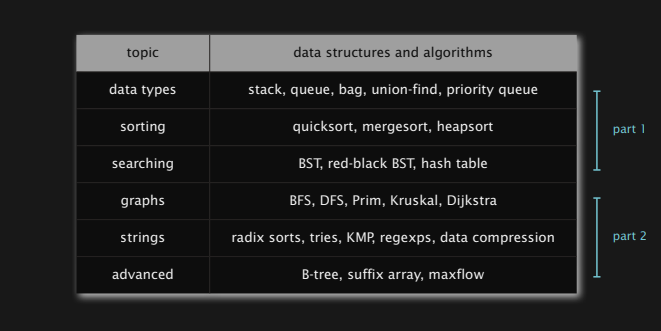 topic data structures and algorithms
data types stack, queue, bag, union-find, priority queue
sorting quicksort, mergesort, heapsort
part 1
searching BST, red-black BST, hash table
graphs BFS, DFS, Prim, Kruskal, Dijkstra
strings radix sorts, tries, KMP, regexps, data compression
part 2
advanced B-tree, suffix array, maxflow